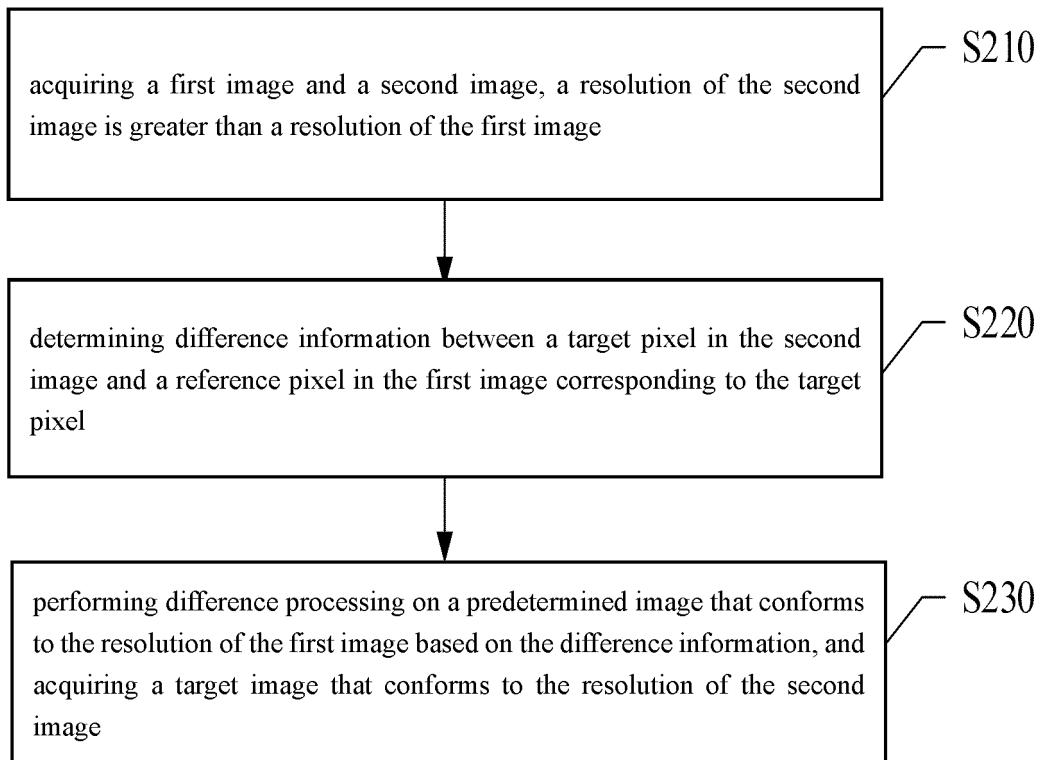 acquiring a first image and a second image, a resolution of the second
image is greater than a resolution of the first image
S210
determining difference information between a target pixel in the second
image and a reference pixel in the first image corresponding to the target
pixel
S220
performing difference processing on a predetermined image that conforms
to the resolution of the first image based on the difference information, and
acquiring a target image that conforms to the resolution of the second
image
S230